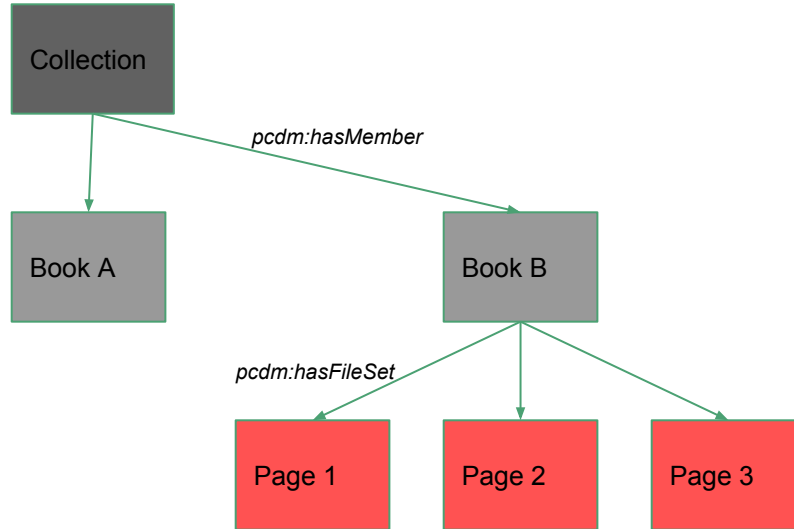 Collection
pcdm:hasMember
Book A
Book B
pcdm:hasFileSet
Page 1
Page 2
Page 3